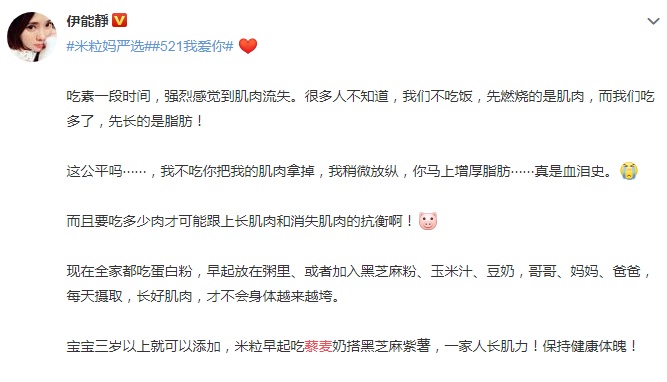 伊能靜
#米粒妈严选##521我爱你#
吃素一段时间，强烈感觉到肌肉流失。很多人不知道，我们不吃饭，先燃烧的是肌肉，而我们吃
多了，先长的是脂肪！
这公平吗……，我不吃你把我的肌肉拿掉，我稍微放纵，你马上增厚脂肪……真是血泪史。
而且要吃多少肉才可能跟上长肌肉和消失肌肉的抗衡啊！
现在全家都吃蛋白粉，早起放在粥里、或者加入黑芝麻粉、玉米汁、豆奶，哥哥、妈妈、爸爸，
每天摄取，长好肌肉，才不会身体越来越垮。
宝宝三岁以上就可以添加，米粒早起吃藜麦奶搭黑芝麻紫薯，一家人长肌力！保持健康体魄！